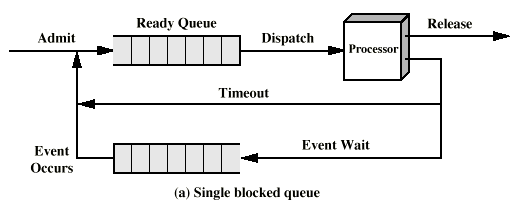 Ready Queue
Admit
Dispatch
Processor
Release
Timeout
Event Wait
Event
Occurs
(a) Single blocked queue